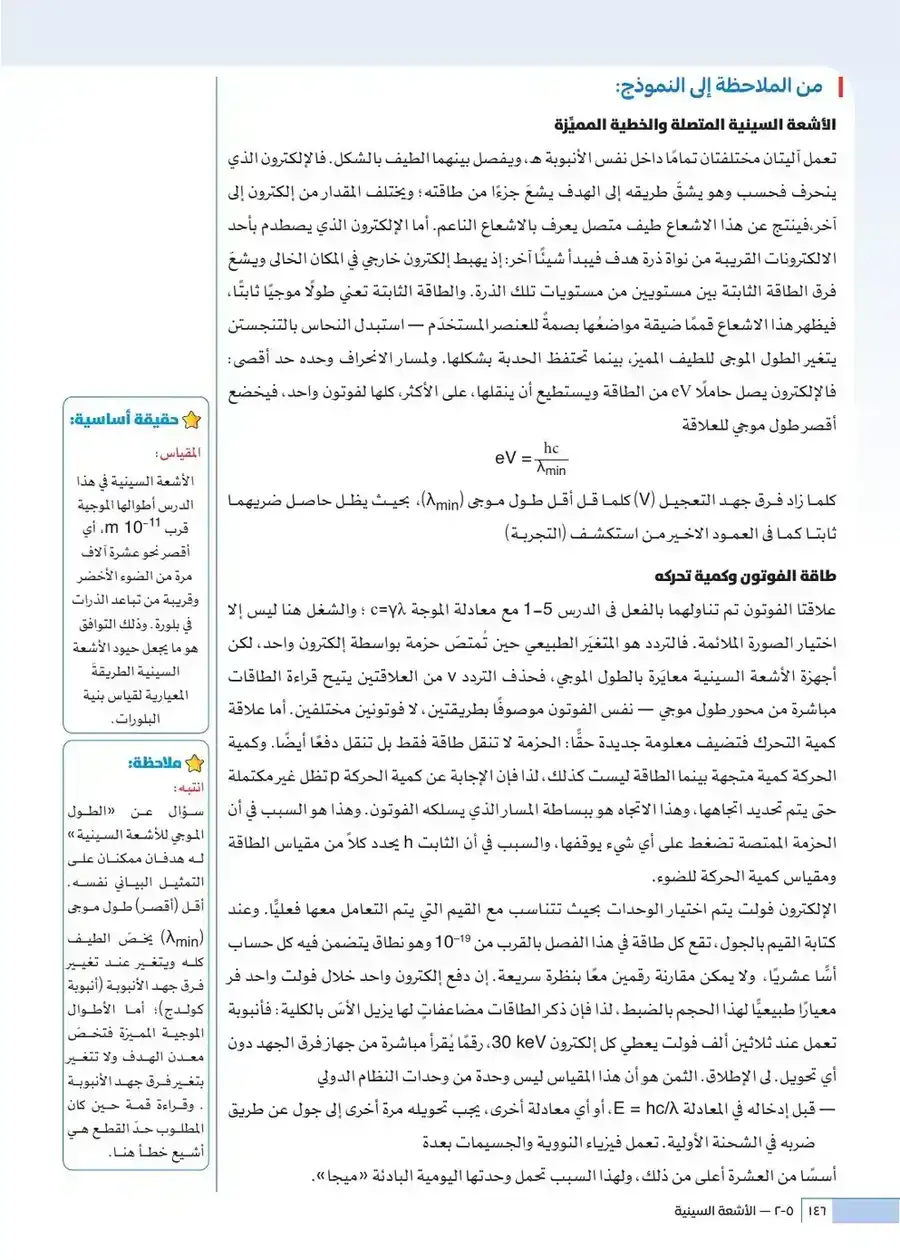 من الملاحظة إلى النموذج:
الأشعة السينية المتصلة والخطية المميّزة
تعمل آليتان مختلفتان تمامًا داخل نفس الأنبوبة هـ، ويفصل بينهما الطيف بالشكل. فالإلكترون الذي
ينحرف فحسب وهو يشقّ طريقه إلى الهدف يشعّ جزءًا من طاقته؛ ويختلف المقدار من إلكترون إلى
آخر،فينتج عن هذا الاشعاع طيف متصل يعرف بالاشعاع الناعم. أما الإلكترون الذي يصطدم بأحد
الالكترونات القريبة من نواة ذرة هدف فيبدأ شيئًا آخر: إذ يهبط إلكترون خارجي في المكان الخالى ويشعّ
فرق الطاقة الثابتة بين مستويين من مستويات تلك الذرة. والطاقة الثابتة تعني طولًا موجيًا ثابتًا،
فيظهر هذا الاشعاع قممًا ضيقة مواضعُها بصمةً للعنصر المستخدَم — استبدل النحاس بالتنجستن
يتغير الطول الموجى للطيف المميز، بينما تحتفظ الحدبة بشكلها. ولمسار الانحراف وحده حد أقصى:
فالإلكترون يصل حاملًا eV من الطاقة ويستطيع أن ينقلها، على الأكثر، كلها لفوتون واحد، فيخضع
أقصر طول موجي للعلاقة
eV = hc/λmin
كلما زاد فرق جهد التعجيل (V) كلما قل أقل طول موجى (λmin)، بحيث يظل حاصل ضربهما
ثابتا كما فى العمود الاخير من استكشف (التجربة)
طاقة الفوتون وكمية تحركه
علاقتا الفوتون تم تناولهما بالفعل فى الدرس 5-1 مع معادلة الموجة c=γλ ؛ والشغل هنا ليس إلا
اختيار الصورة الملائمة. فالتردد هو المتغيّر الطبيعي حين تُمتصّ حزمة بواسطة إلكترون واحد، لكن
أجهزة الأشعة السينية معايَرة بالطول الموجي، فحذف التردد ν من العلاقتين يتيح قراءة الطاقات
مباشرة من محور طول موجي — نفس الفوتون موصوفًا بطريقتين، لا فوتونين مختلفين. أما علاقة
كمية التحرك فتضيف معلومة جديدة حقًّا: الحزمة لا تنقل طاقة فقط بل تنقل دفعًا أيضًا. وكمية
الحركة كمية متجهة بينما الطاقة ليست كذلك، لذا فإن الإجابة عن كمية الحركة p تظل غير مكتملة
حتى يتم تحديد اتجاهها، وهذا الاتجاه هو ببساطة المسار الذي يسلكه الفوتون. وهذا هو السبب في أن
الحزمة الممتصة تضغط على أي شيء يوقفها، والسبب في أن الثابت h يحدد كلاً من مقياس الطاقة
ومقياس كمية الحركة للضوء.
الإلكترون فولت يتم اختيار الوحدات بحيث تتناسب مع القيم التي يتم التعامل معها فعليًّا. وعند
كتابة القيم بالجول، تقع كل طاقة في هذا الفصل بالقرب من 10⁻¹⁹ وهو نطاق يتضمن فيه كل حساب
أسًّا عشريًا، ولا يمكن مقارنة رقمين معًا بنظرة سريعة. إن دفع إلكترون واحد خلال فولت واحد فر
معيارًا طبيعيًّا لهذا الحجم بالضبط، لذا فإن ذكر الطاقات مضاعفاتٍ لها يزيل الأسّ بالكلية: فأنبوبة
تعمل عند ثلاثين ألف فولت يعطي كل إلكترون 30 keV، رقمًا يُقرأ مباشرة من جهاز فرق الجهد دون
أي تحويل. لى الإطلاق. الثمن هو أن هذا المقياس ليس وحدة من وحدات النظام الدولي
— قبل إدخاله في المعادلة E = hc/λ، أو أي معادلة أخرى، يجب تحويله مرة أخرى إلى جول عن طريق
ضربه في الشحنة الأولية. تعمل فيزياء النووية والجسيمات بعدة
أسسًا من العشرة أعلى من ذلك، ولهذا السبب تحمل وحدتها اليومية البادئة «ميجا».
حقيقة أساسية:
المقياس:
الأشعة السينية في هذا
الدرس أطوالها الموجية
قرب 10⁻¹¹ m، أي
أقصر نحو عشرة آلاف
مرة من الضوء الأخضر
وقريبة من تباعد الذرات
في بلورة. وذلك التوافق
هو ما يجعل حيود الأشعة
السينية الطريقةَ
المعيارية لقياس بنية
البلورات.
ملاحظة:
انتبه:
سؤال عن «الطول
الموجي للأشعة السينية»
له هدفان ممكنان على
التمثيل البياني نفسه.
أقل (أقصر) طول موجى
(λmin) يخصّ الطيف
كله ويتغير عند تغيير
فرق جهد الأنبوبة (أنبوبة
كولدج)؛ أما الأطوال
الموجية المميزة فتخصّ
معدن الهدف ولا تتغير
بتغير فرق جهد الأنبوبة
. وقراءة قمة حين كان
المطلوب حدّ القطع هي
أشيع خطأ هنا.
١٤٦ ٥-٢ — الأشعة السينية